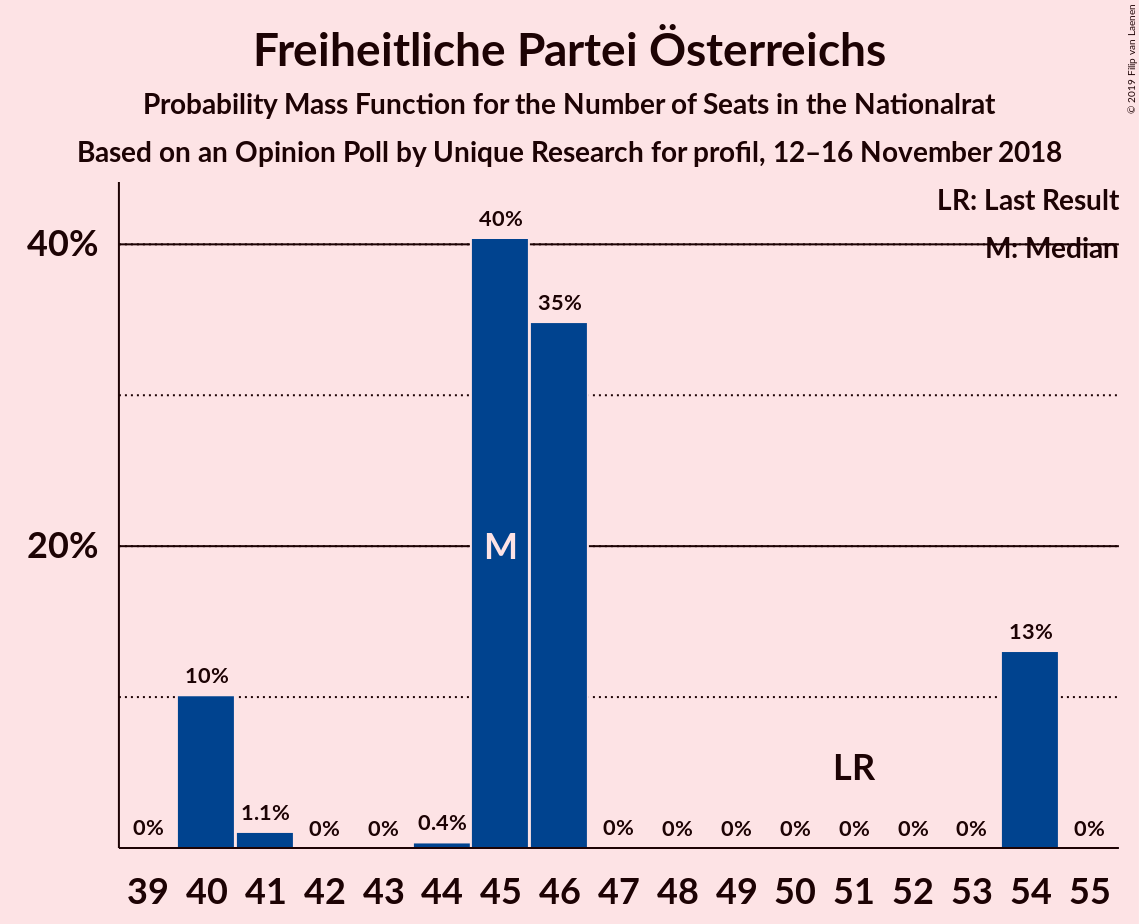 Freiheitliche Partei Österreichs
Probability Mass Function for the Number of Seats in the Nationalrat
Based on an Opinion Poll by Unique Research for profil, 12–16 November 2018
© 2019 Filip van Laenen
LR: Last Result
M: Median
40%
20%
0%
10%
1.1%
0%
0%
0.4%
40%
35%
0%
0%
0%
0%
0%
0%
0%
13%
0%
M
LR
39 40 41 42 43 44 45 46 47 48 49 50 51 52 53 54 55